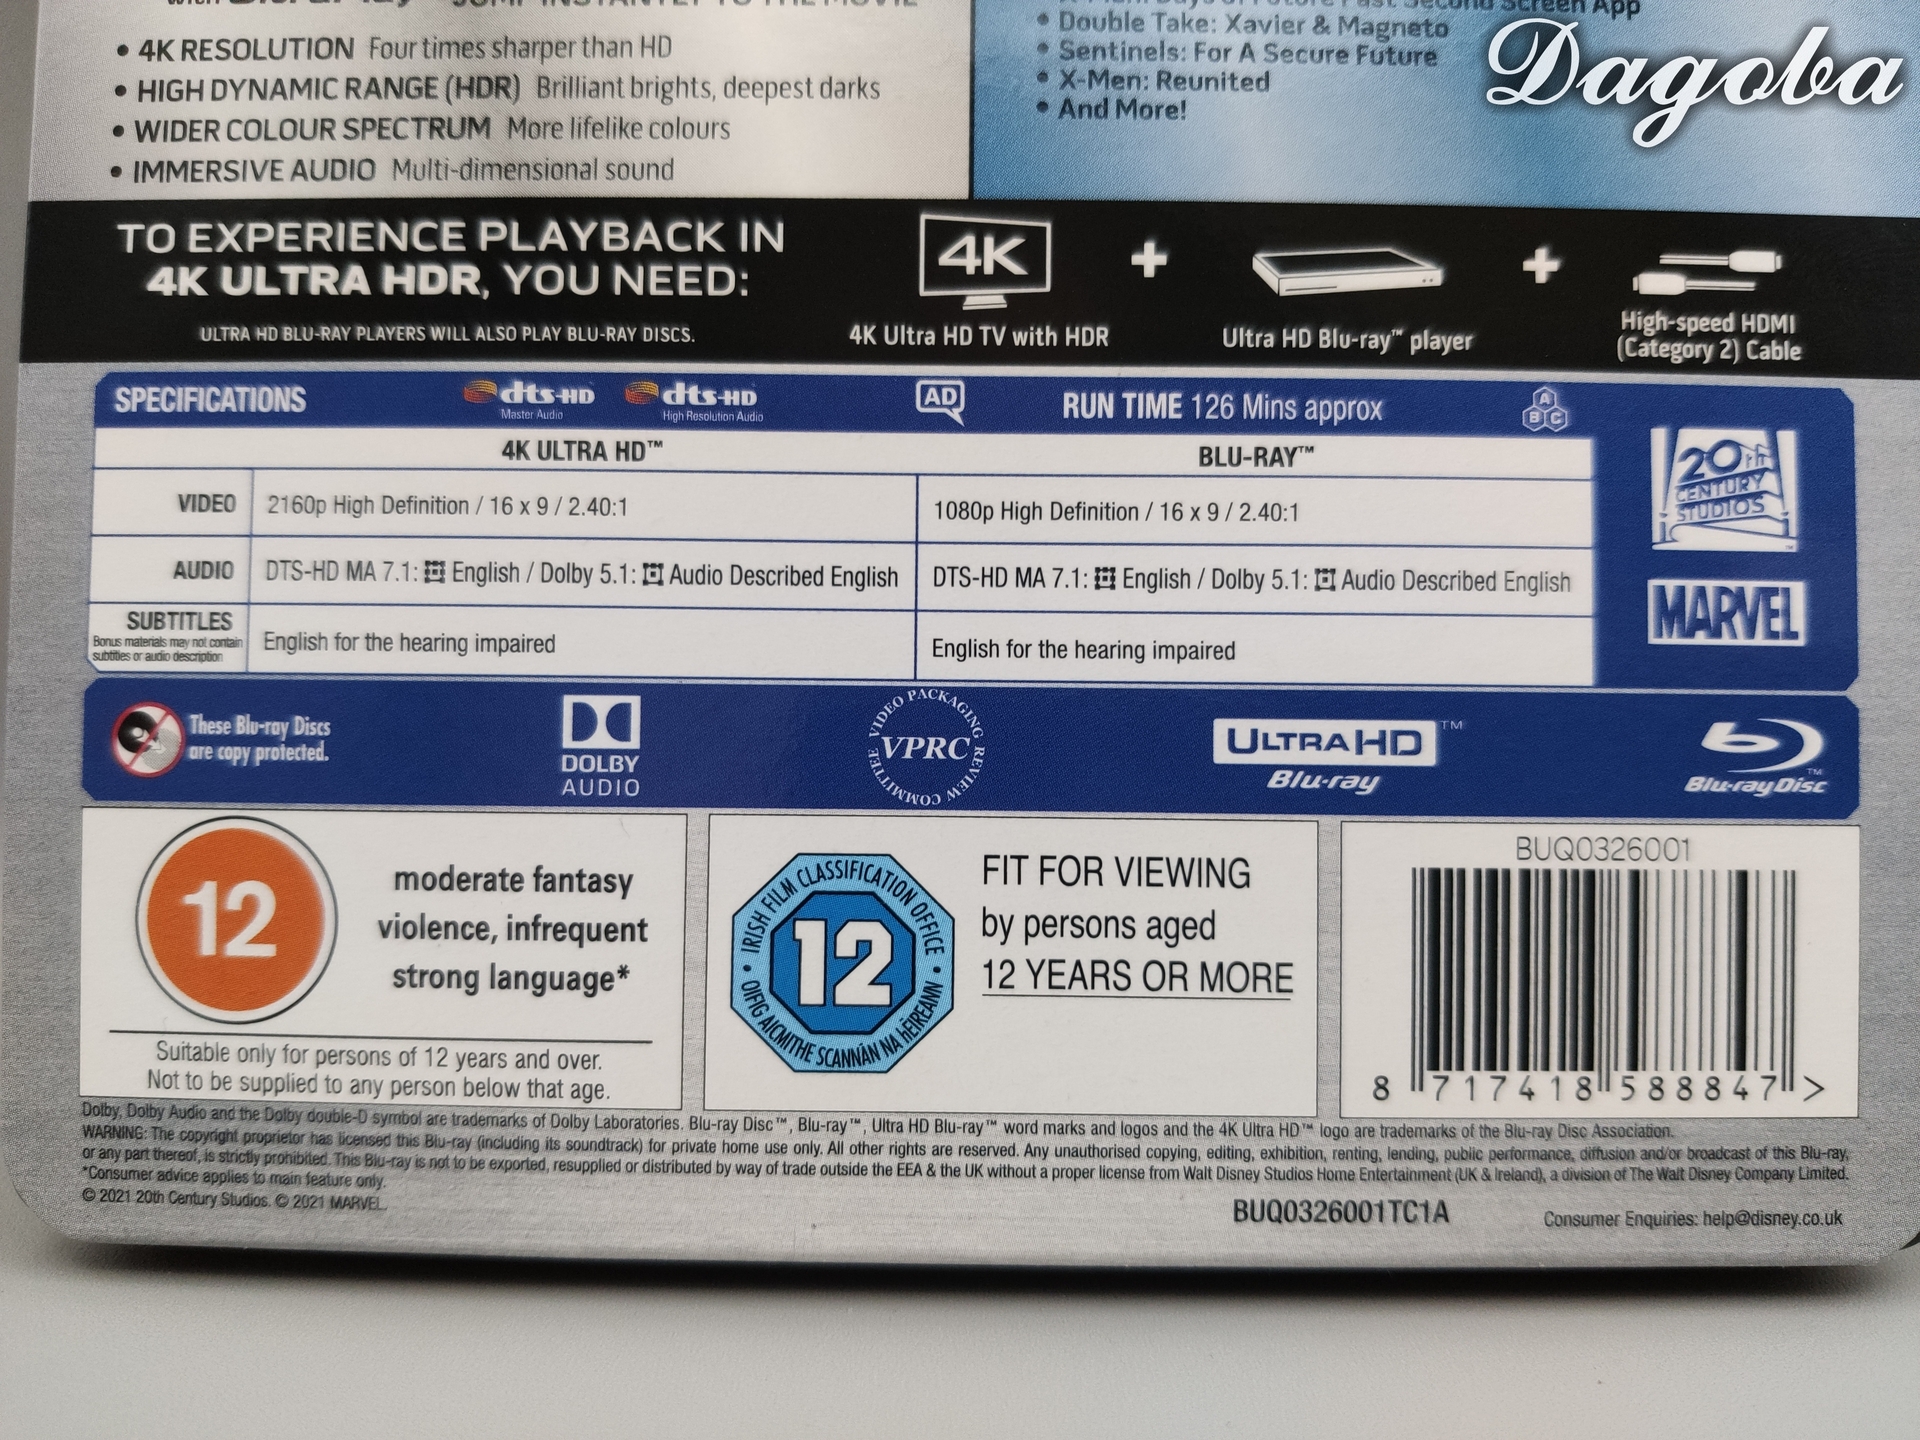 JUMP INSTANTLY TO THE MOVIE
• 4K RESOLUTION Four times sharper than HD
• HIGH DYNAMIC RANGE (HDR) Brilliant brights, deepest darks
• WIDER COLOUR SPECTRUM More lifelike colours
• IMMERSIVE AUDIO Multi-dimensional sound
• X-Men: Days of Future Past Second Screen App
• Double Take: Xavier & Magneto
• Sentinels: For A Secure Future
• X-Men: Reunited
• And More!
Dagoba
TO EXPERIENCE PLAYBACK IN
4K ULTRA HDR, YOU NEED:
ULTRA HD BLU-RAY PLAYERS WILL ALSO PLAY BLU-RAY DISCS.
4K
+
+
4K Ultra HD TV with HDR
Ultra HD Blu-ray™ player
High-speed HDMI
(Category 2) Cable
SPECIFICATIONS
dts-HD
Master Audio
dts-HD
High Resolution Audio
AD
RUN TIME 126 Mins approx
A
B C
4K ULTRA HD™
BLU-RAY™
VIDEO
2160p High Definition / 16 x 9 / 2.40:1
1080p High Definition / 16 x 9 / 2.40:1
AUDIO
DTS-HD MA 7.1: English / Dolby 5.1: Audio Described English
DTS-HD MA 7.1: English / Dolby 5.1: Audio Described English
SUBTITLES
Bonus materials may not contain
subtitles or audio description
English for the hearing impaired
English for the hearing impaired
20TH
CENTURY
STUDIOS
MARVEL
These Blu-ray Discs
are copy protected.
DOLBY
AUDIO
VIDEO PACKAGING REVIEW COMMITTEE
VPRC
ULTRA HD™
Blu-ray
Blu-ray Disc™
12
moderate fantasy
violence, infrequent
strong language*
Suitable only for persons of 12 years and over.
Not to be supplied to any person below that age.
• IRISH FILM CLASSIFICATION OFFICE •
12
OIFIG AICMITHE SCANNÁN NA hÉIREANN
FIT FOR VIEWING
by persons aged
12 YEARS OR MORE
BUQ0326001
8 717418 588847 >
Dolby, Dolby Audio and the Dolby double-D symbol are trademarks of Dolby Laboratories. Blu-ray Disc™, Blu-ray™, Ultra HD Blu-ray™ word marks and logos and the 4K Ultra HD™ logo are trademarks of the Blu-ray Disc Association.
WARNING: The copyright proprietor has licensed this Blu-ray (including its soundtrack) for private home use only. All other rights are reserved. Any unauthorised copying, editing, exhibition, renting, lending, public performance, diffusion and/or broadcast of this Blu-ray,
or any part thereof, is strictly prohibited. This Blu-ray is not to be exported, resupplied or distributed by way of trade outside the EEA & the UK without a proper license from Walt Disney Studios Home Entertainment (UK & Ireland), a division of The Walt Disney Company Limited.
*Consumer advice applies to main feature only.
© 2021 20th Century Studios. © 2021 MARVEL.
BUQ0326001TC1A
Consumer Enquiries: help@disney.co.uk